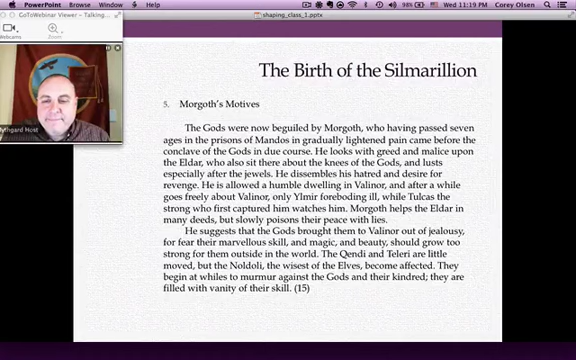 PowerPoint Browse Window 98% Wed 11:19 PM Corey Olsen
GoToWebinar Viewer - Talking...
shaping_class_1.pptx
Webcams
Zoom
Mythgard Host
The Birth of the Silmarillion
5. Morgoth's Motives
The Gods were now beguiled by Morgoth, who having passed seven
ages in the prisons of Mandos in gradually lightened pain came before the
conclave of the Gods in due course. He looks with greed and malice upon
the Eldar, who also sit there about the knees of the Gods, and lusts
especially after the jewels. He dissembles his hatred and desire for
revenge. He is allowed a humble dwelling in Valinor, and after a while
goes freely about Valinor, only Ylmir foreboding ill, while Tulcas the
strong who first captured him watches him. Morgoth helps the Eldar in
many deeds, but slowly poisons their peace with lies.
He suggests that the Gods brought them to Valinor out of jealousy,
for fear their marvellous skill, and magic, and beauty, should grow too
strong for them outside in the world. The Qendi and Teleri are little
moved, but the Noldoli, the wisest of the Elves, become affected. They
begin at whiles to murmur against the Gods and their kindred; they are
filled with vanity of their skill. (15)